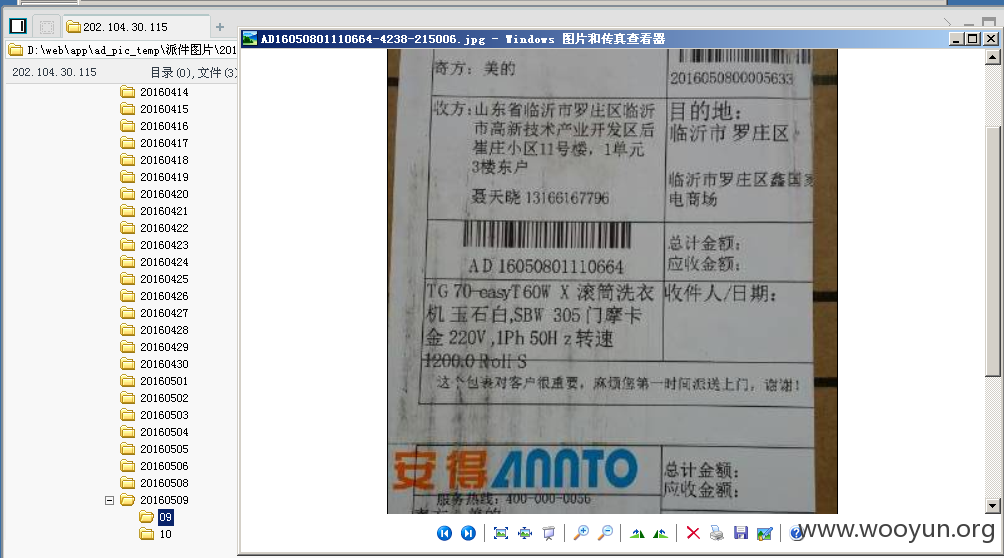 202.104.30.115
D:\web\app\ad_pic_temp\派件图片\201
202.104.30.115 目录(0),文件(3)
20160414
20160415
20160416
20160417
20160418
20160419
20160420
20160421
20160422
20160423
20160424
20160425
20160426
20160427
20160428
20160429
20160430
20160501
20160502
20160503
20160504
20160505
20160506
20160508
20160509
09
10
AD16050801110664-4238-215006.jpg - Windows 图片和传真查看器
寄方: 美的
2016050800005633
收方: 山东省临沂市罗庄区临沂
市高新技术产业开发区后
崔庄小区11号楼, 1单元
3楼东户
聂天晓 13166167796
目的地:
临沂市 罗庄区
临沂市罗庄区鑫国家
电商场
AD 16050801110664
总计金额:
应收金额:
TG 70-easyT60W X 滚筒洗衣
机 玉石白,SBW 305 门摩卡
金 220V ,1Ph 50H z 转速
1200.0 RoH S
收件人/日期:
这个包裹对客户很重要, 麻烦您第一时间派送上门, 谢谢!
安得ANNTO
服务热线: 400-000-0056
总计金额:
应收金额:
www.wooyun.org